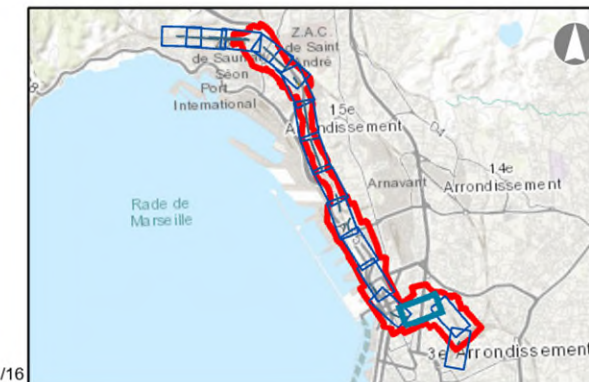 Z.A.C.
de Saint
André
de Saumaty
Séon
Port
International
15e
Arrondissement
D4
14e
Arrondissement
Arnavant
Rade de
Marseille
3e Arrondissement
/16